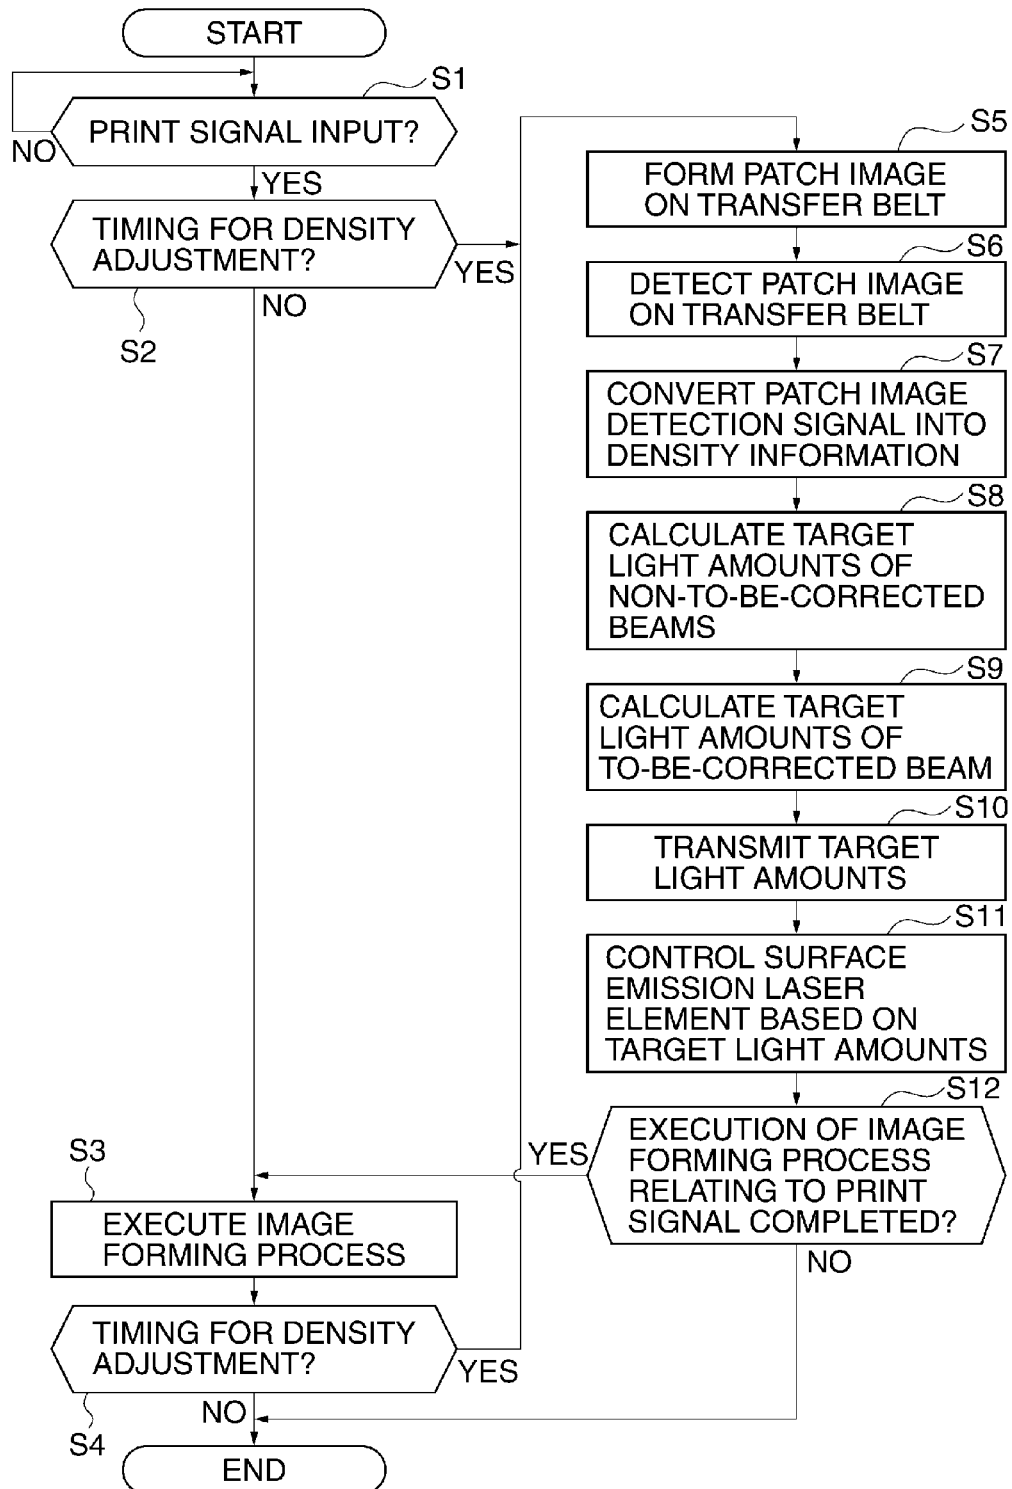 START
S1
PRINT SIGNAL INPUT?
NO
YES
TIMING FOR DENSITY
ADJUSTMENT?
YES
NO
S2
S3
EXECUTE IMAGE
FORMING PROCESS
TIMING FOR DENSITY
ADJUSTMENT?
YES
NO
S4
END
S5
FORM PATCH IMAGE
ON TRANSFER BELT
S6
DETECT PATCH IMAGE
ON TRANSFER BELT
S7
CONVERT PATCH IMAGE
DETECTION SIGNAL INTO
DENSITY INFORMATION
S8
CALCULATE TARGET
LIGHT AMOUNTS OF
NON-TO-BE-CORRECTED
BEAMS
S9
CALCULATE TARGET
LIGHT AMOUNTS OF
TO-BE-CORRECTED BEAM
S10
TRANSMIT TARGET
LIGHT AMOUNTS
S11
CONTROL SURFACE
EMISSION LASER
ELEMENT BASED ON
TARGET LIGHT AMOUNTS
S12
YES
EXECUTION OF IMAGE
FORMING PROCESS
RELATING TO PRINT
SIGNAL COMPLETED?
NO